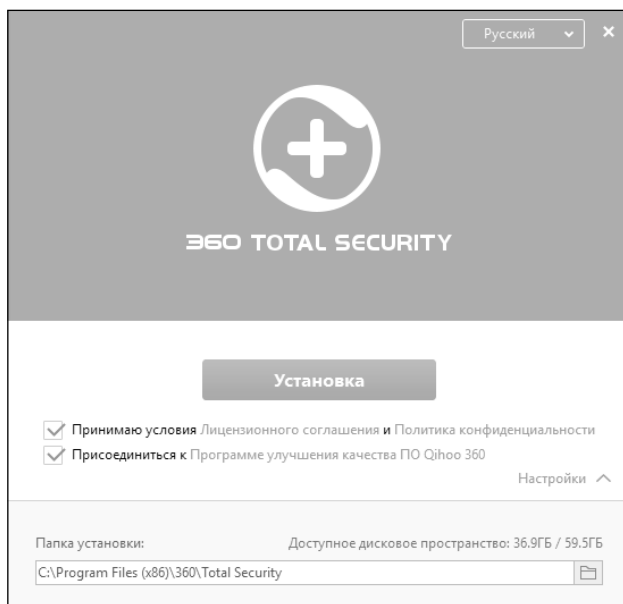 Русский
360 TOTAL SECURITY
Установка
Принимаю условия Лицензионного соглашения и Политика конфиденциальности
Присоединиться к Программе улучшения качества ПО Qihoo 360
Настройки
Папка установки: Доступное дисковое пространство: 36.9ГБ / 59.5ГБ
C:\Program Files (x86)\360\Total Security